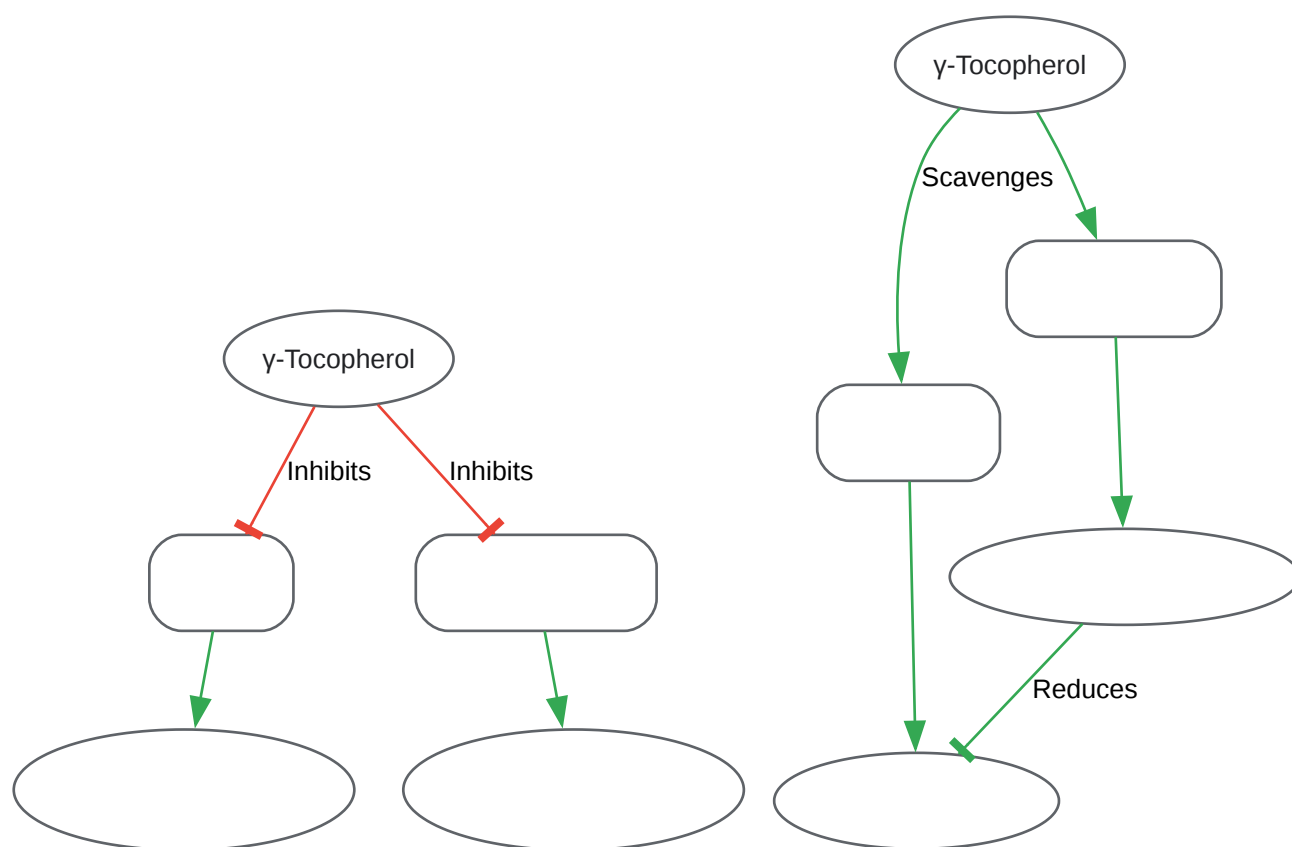 γ-Tocopherol
Scavenges
γ-Tocopherol
Inhibits
Inhibits
Reduces